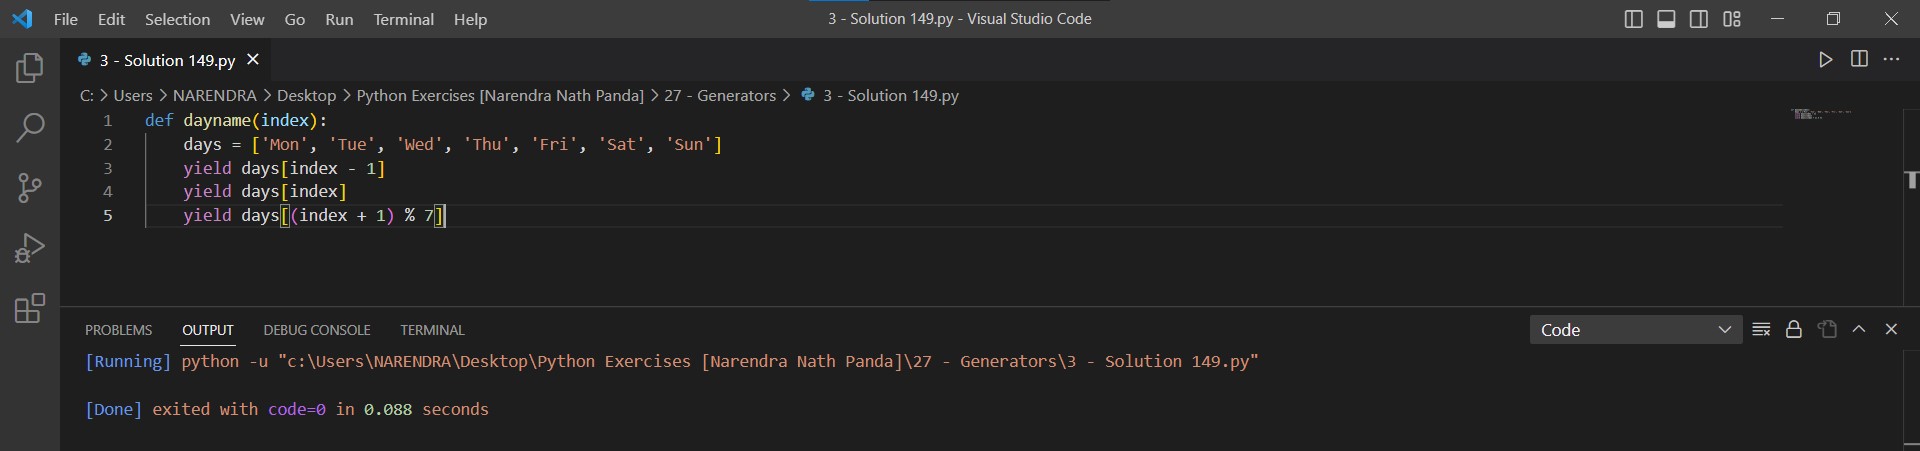 File Edit Selection View Go Run Terminal Help 3 - Solution 149.py - Visual Studio Code
3 - Solution 149.py
C: > Users > NARENDRA > Desktop > Python Exercises [Narendra Nath Panda] > 27 - Generators > 3 - Solution 149.py
1 def dayname(index):
2 days = ['Mon', 'Tue', 'Wed', 'Thu', 'Fri', 'Sat', 'Sun']
3 yield days[index - 1]
4 yield days[index]
5 yield days[(index + 1) % 7]
PROBLEMS OUTPUT DEBUG CONSOLE TERMINAL Code
[Running] python -u "c:\Users\NARENDRA\Desktop\Python Exercises [Narendra Nath Panda]\27 - Generators\3 - Solution 149.py"
[Done] exited with code=0 in 0.088 seconds